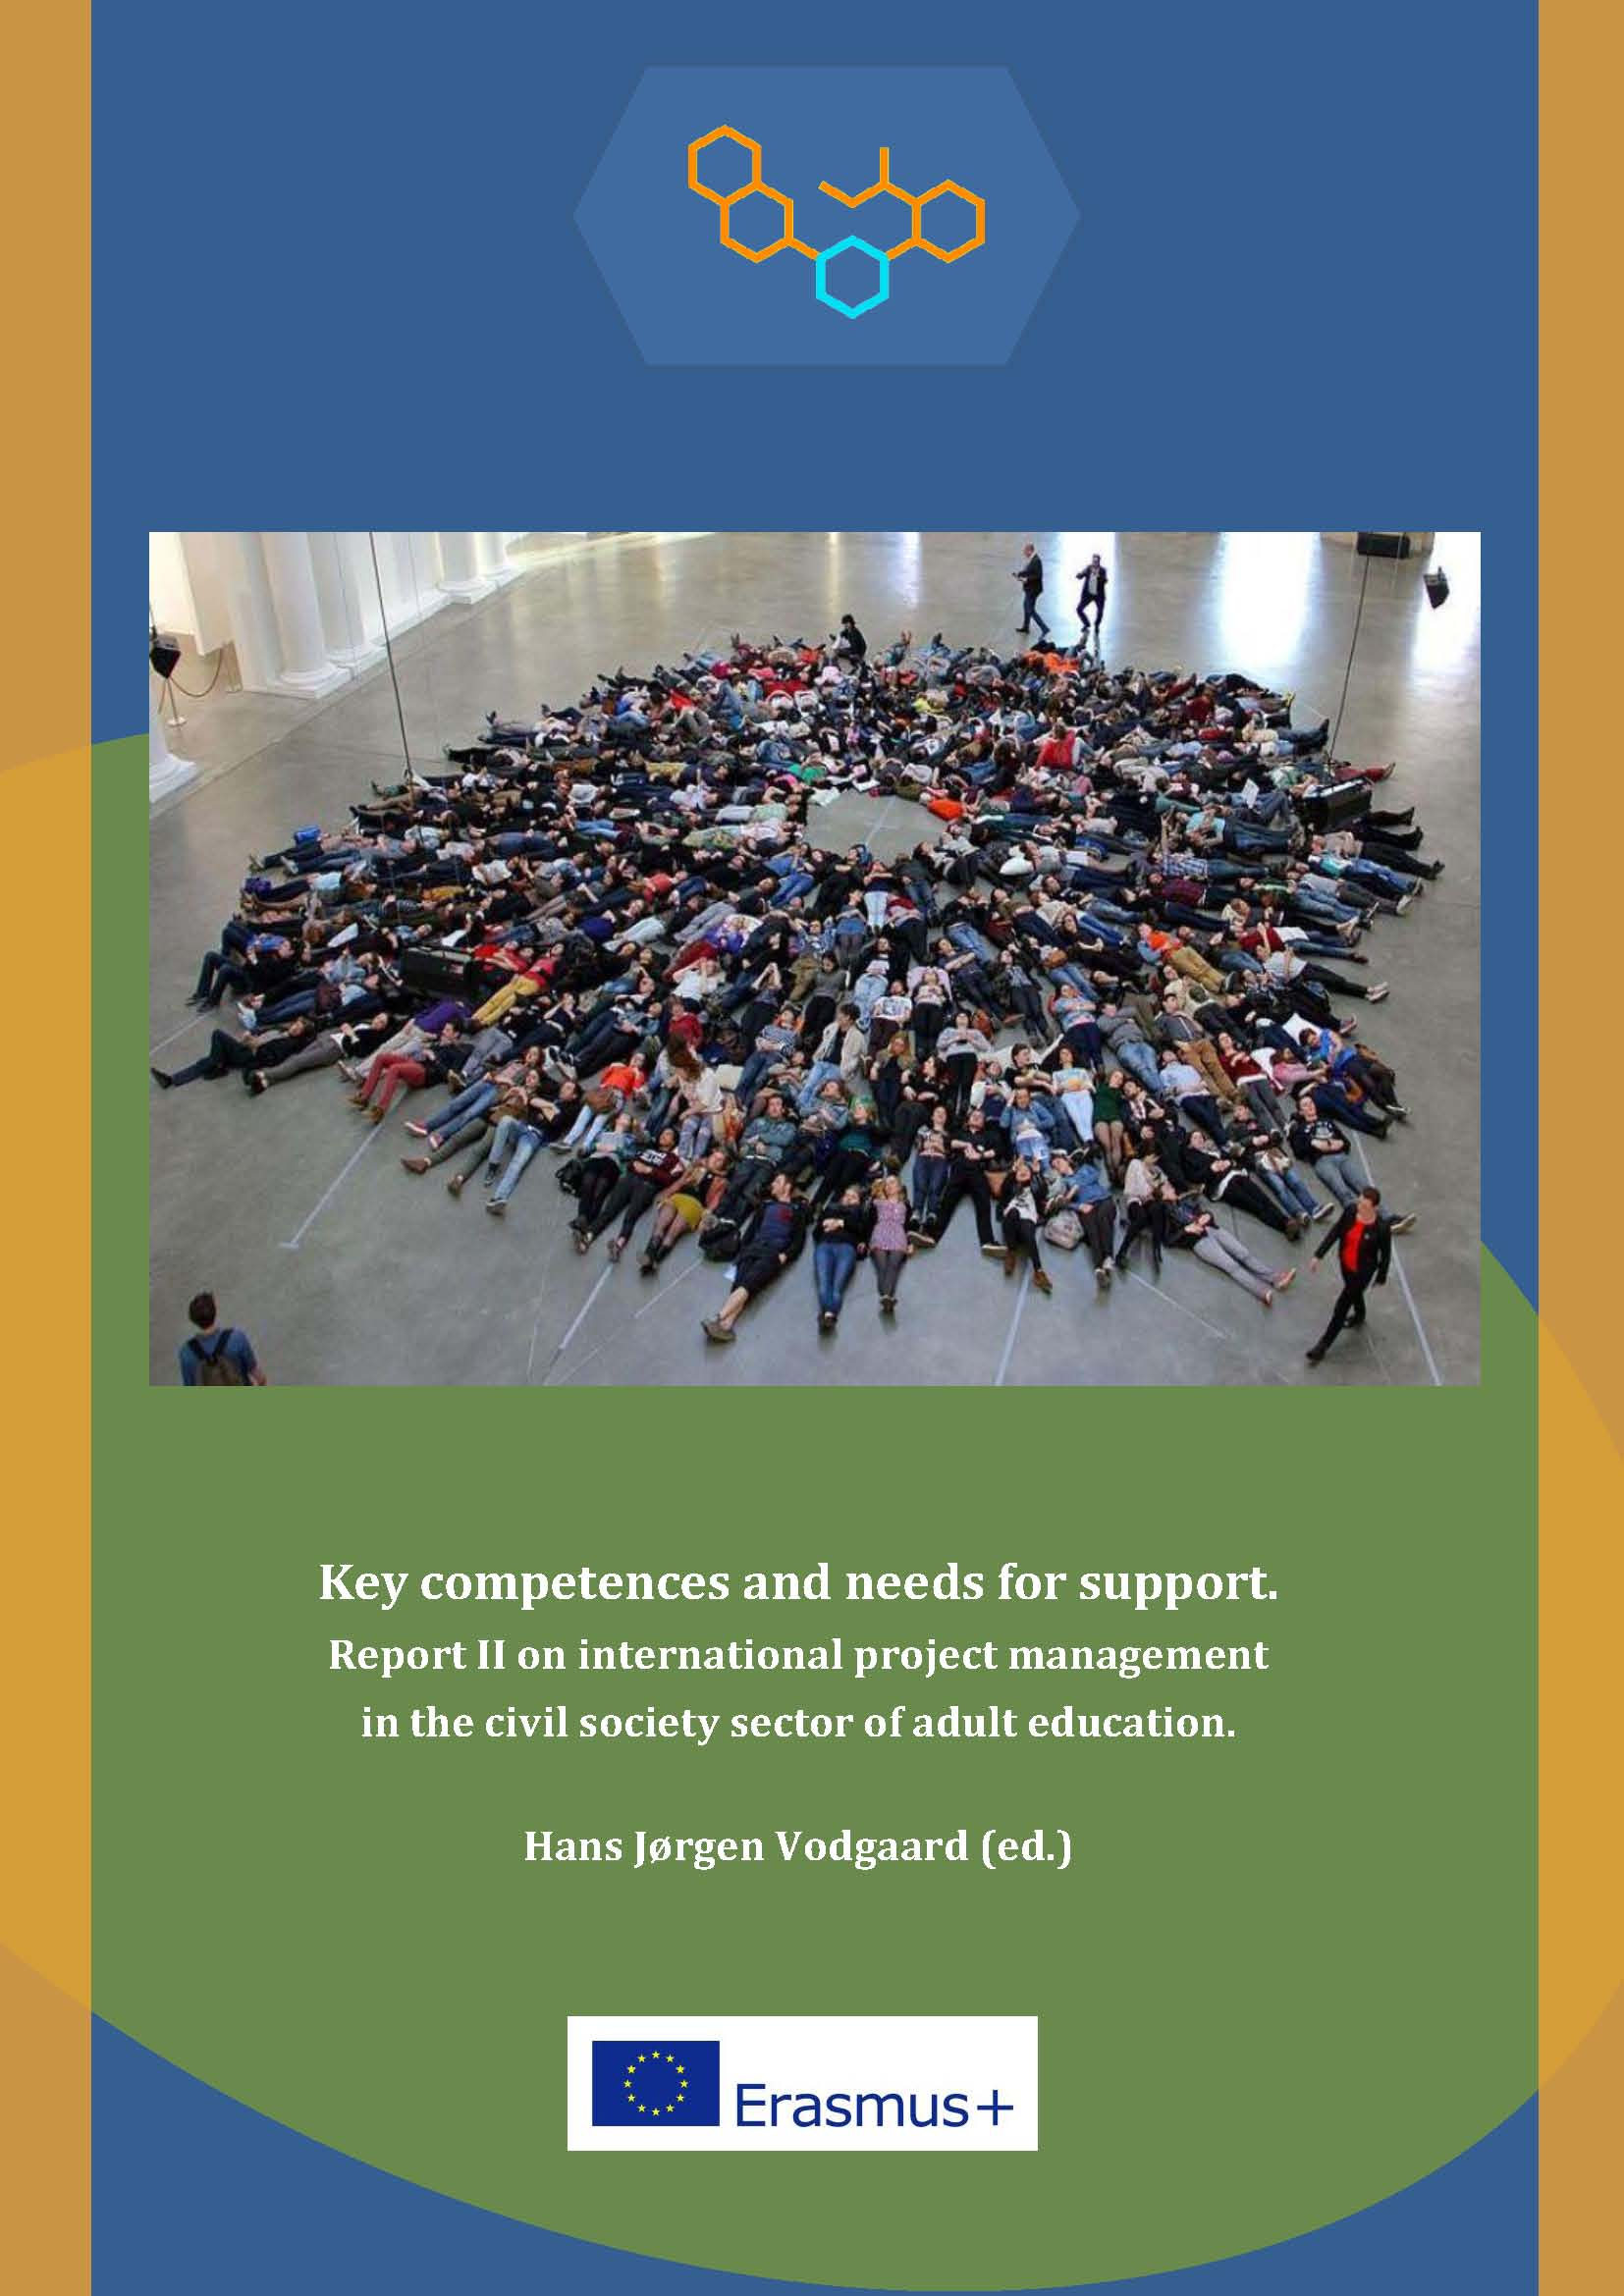 Key competences and needs for support.
Report II on international project management
in the civil society sector of adult education.
Hans Jørgen Vodgaard (ed.)
Erasmus+